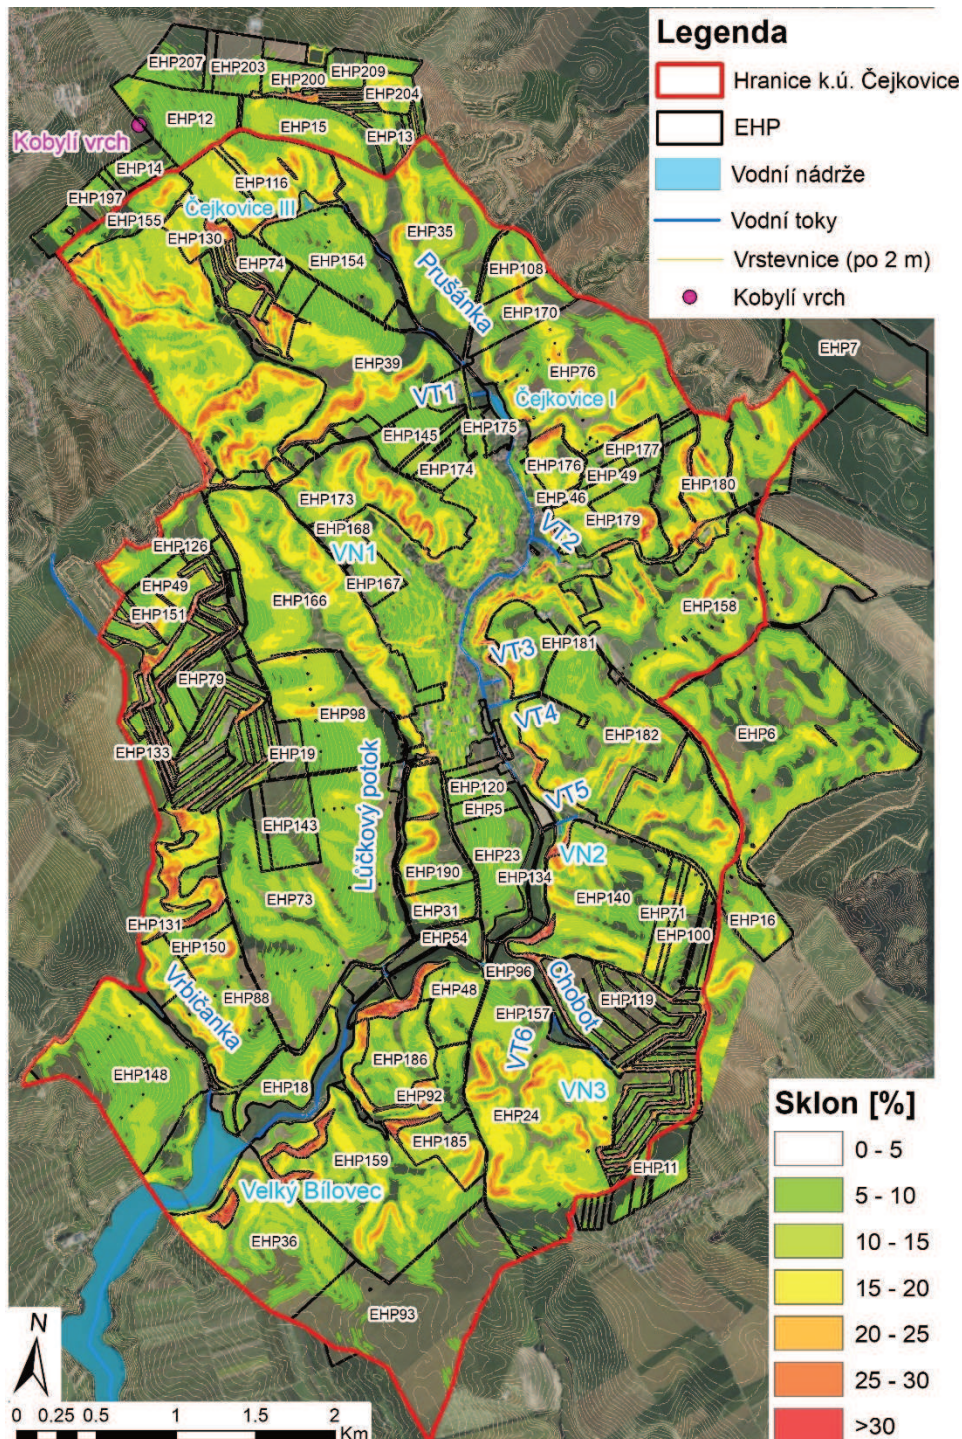 Legenda
Hranice k.ú. Čejkovice
EHP
Vodní nádrže
Vodní toky
Vrstevnice (po 2 m)
Kobylí vrch
EHP207
EHP203
EHP200
EHP209
EHP204
EHP12
EHP15
EHP13
Kobylí vrch
EHP14
EHP116
EHP197
EHP155
Čejkovice III
EHP130
EHP35
EHP74
EHP154
EHP108
Prušánka
EHP170
EHP7
EHP39
EHP76
VT1
Čejkovice I
EHP145
EHP175
EHP174
EHP176
EHP177
EHP49
EHP180
EHP173
EHP46
EHP179
EHP168
VT2
EHP126
VN1
EHP49
EHP167
EHP151
EHP166
EHP158
EHP181
VT3
EHP79
EHP98
VT4
EHP182
EHP6
EHP133
EHP19
Lúčkový potok
EHP120
EHP5
VT5
EHP143
EHP23
VN2
EHP134
EHP190
EHP73
EHP140
EHP71
EHP31
EHP16
EHP131
EHP100
EHP150
EHP54
EHP96
EHP48
Chobot
EHP119
EHP88
Vrbičanka
EHP157
VT6
EHP186
EHP148
EHP18
EHP92
VN3
EHP24
EHP185
EHP159
EHP11
Velký Bílovec
EHP36
EHP93
Sklon [%]
0 - 5
5 - 10
10 - 15
15 - 20
20 - 25
25 - 30
>30
N
0 0.25 0.5 1 1.5 2
Km